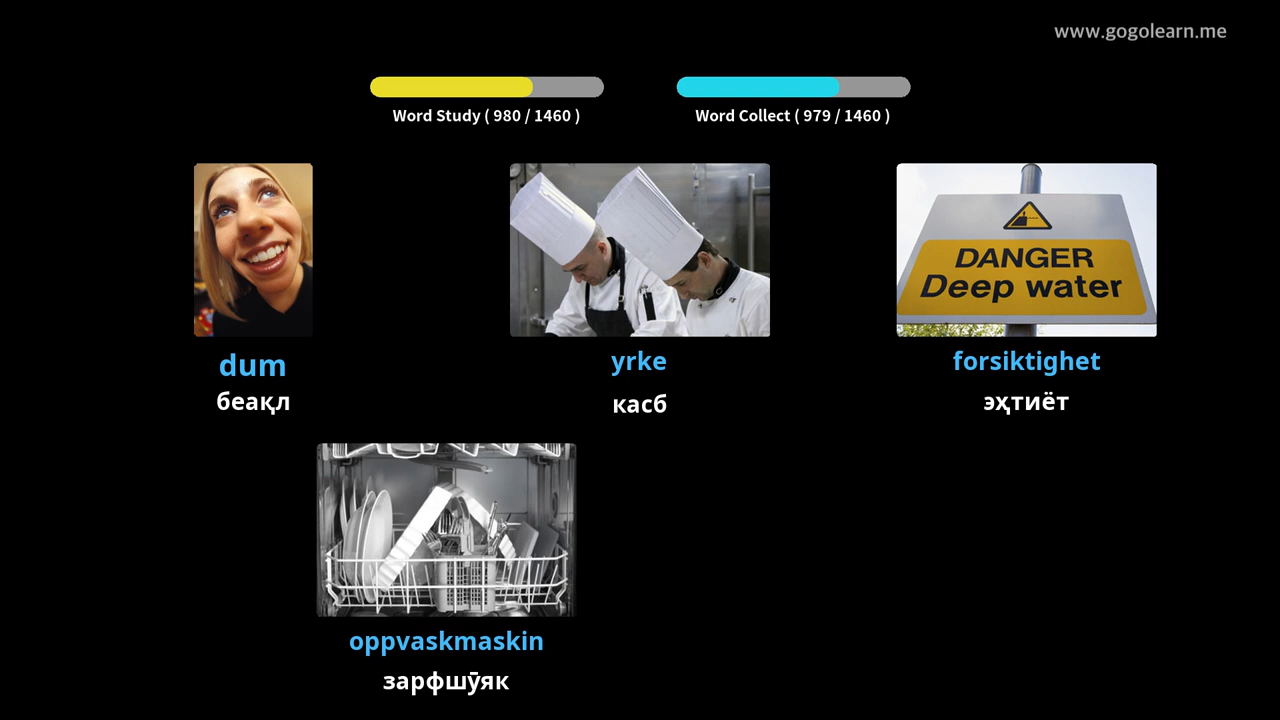 www.gogolearn.me
Word Study ( 980 / 1460 )
Word Collect ( 979 / 1460 )
DANGER
Deep water
dum
yrke
forsiktighet
беақл
касб
эҳтиёт
oppvaskmaskin
зарфшӯяк